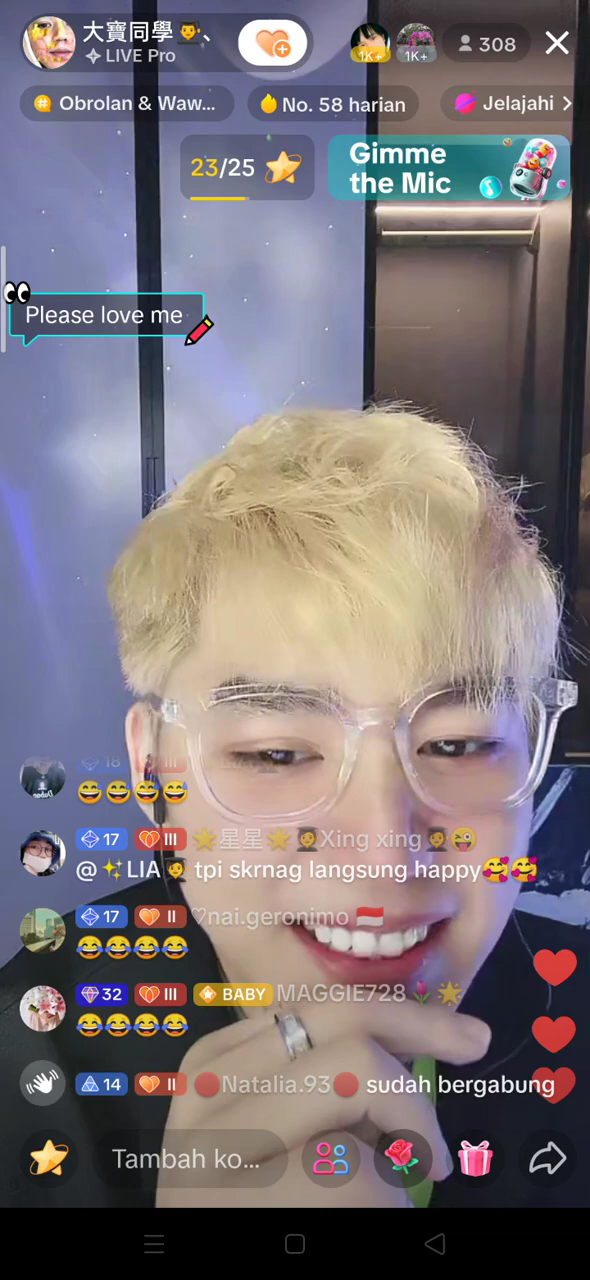 大寶同學👨‍🎓、
LIVE Pro
1K+
1K+
308
Obrolan & Waw...
No. 58 harian
Jelajahi
23/25
Gimme
the Mic
Please love me
18 III
😅😅😅😅
17 III 🌟星星🌟🧑‍🎓Xing xing🧑‍🎓😜
@✨LIA🧑‍🎓 tpi skrnag langsung happy🥰🥰
17 II ♡nai.geronimo 🇮🇩
😂😂😂😂
32 III BABY MAGGIE728🌷🌟
😂😂😂😂
14 II 🔴Natalia.93🔴 sudah bergabung
Tambah ko...